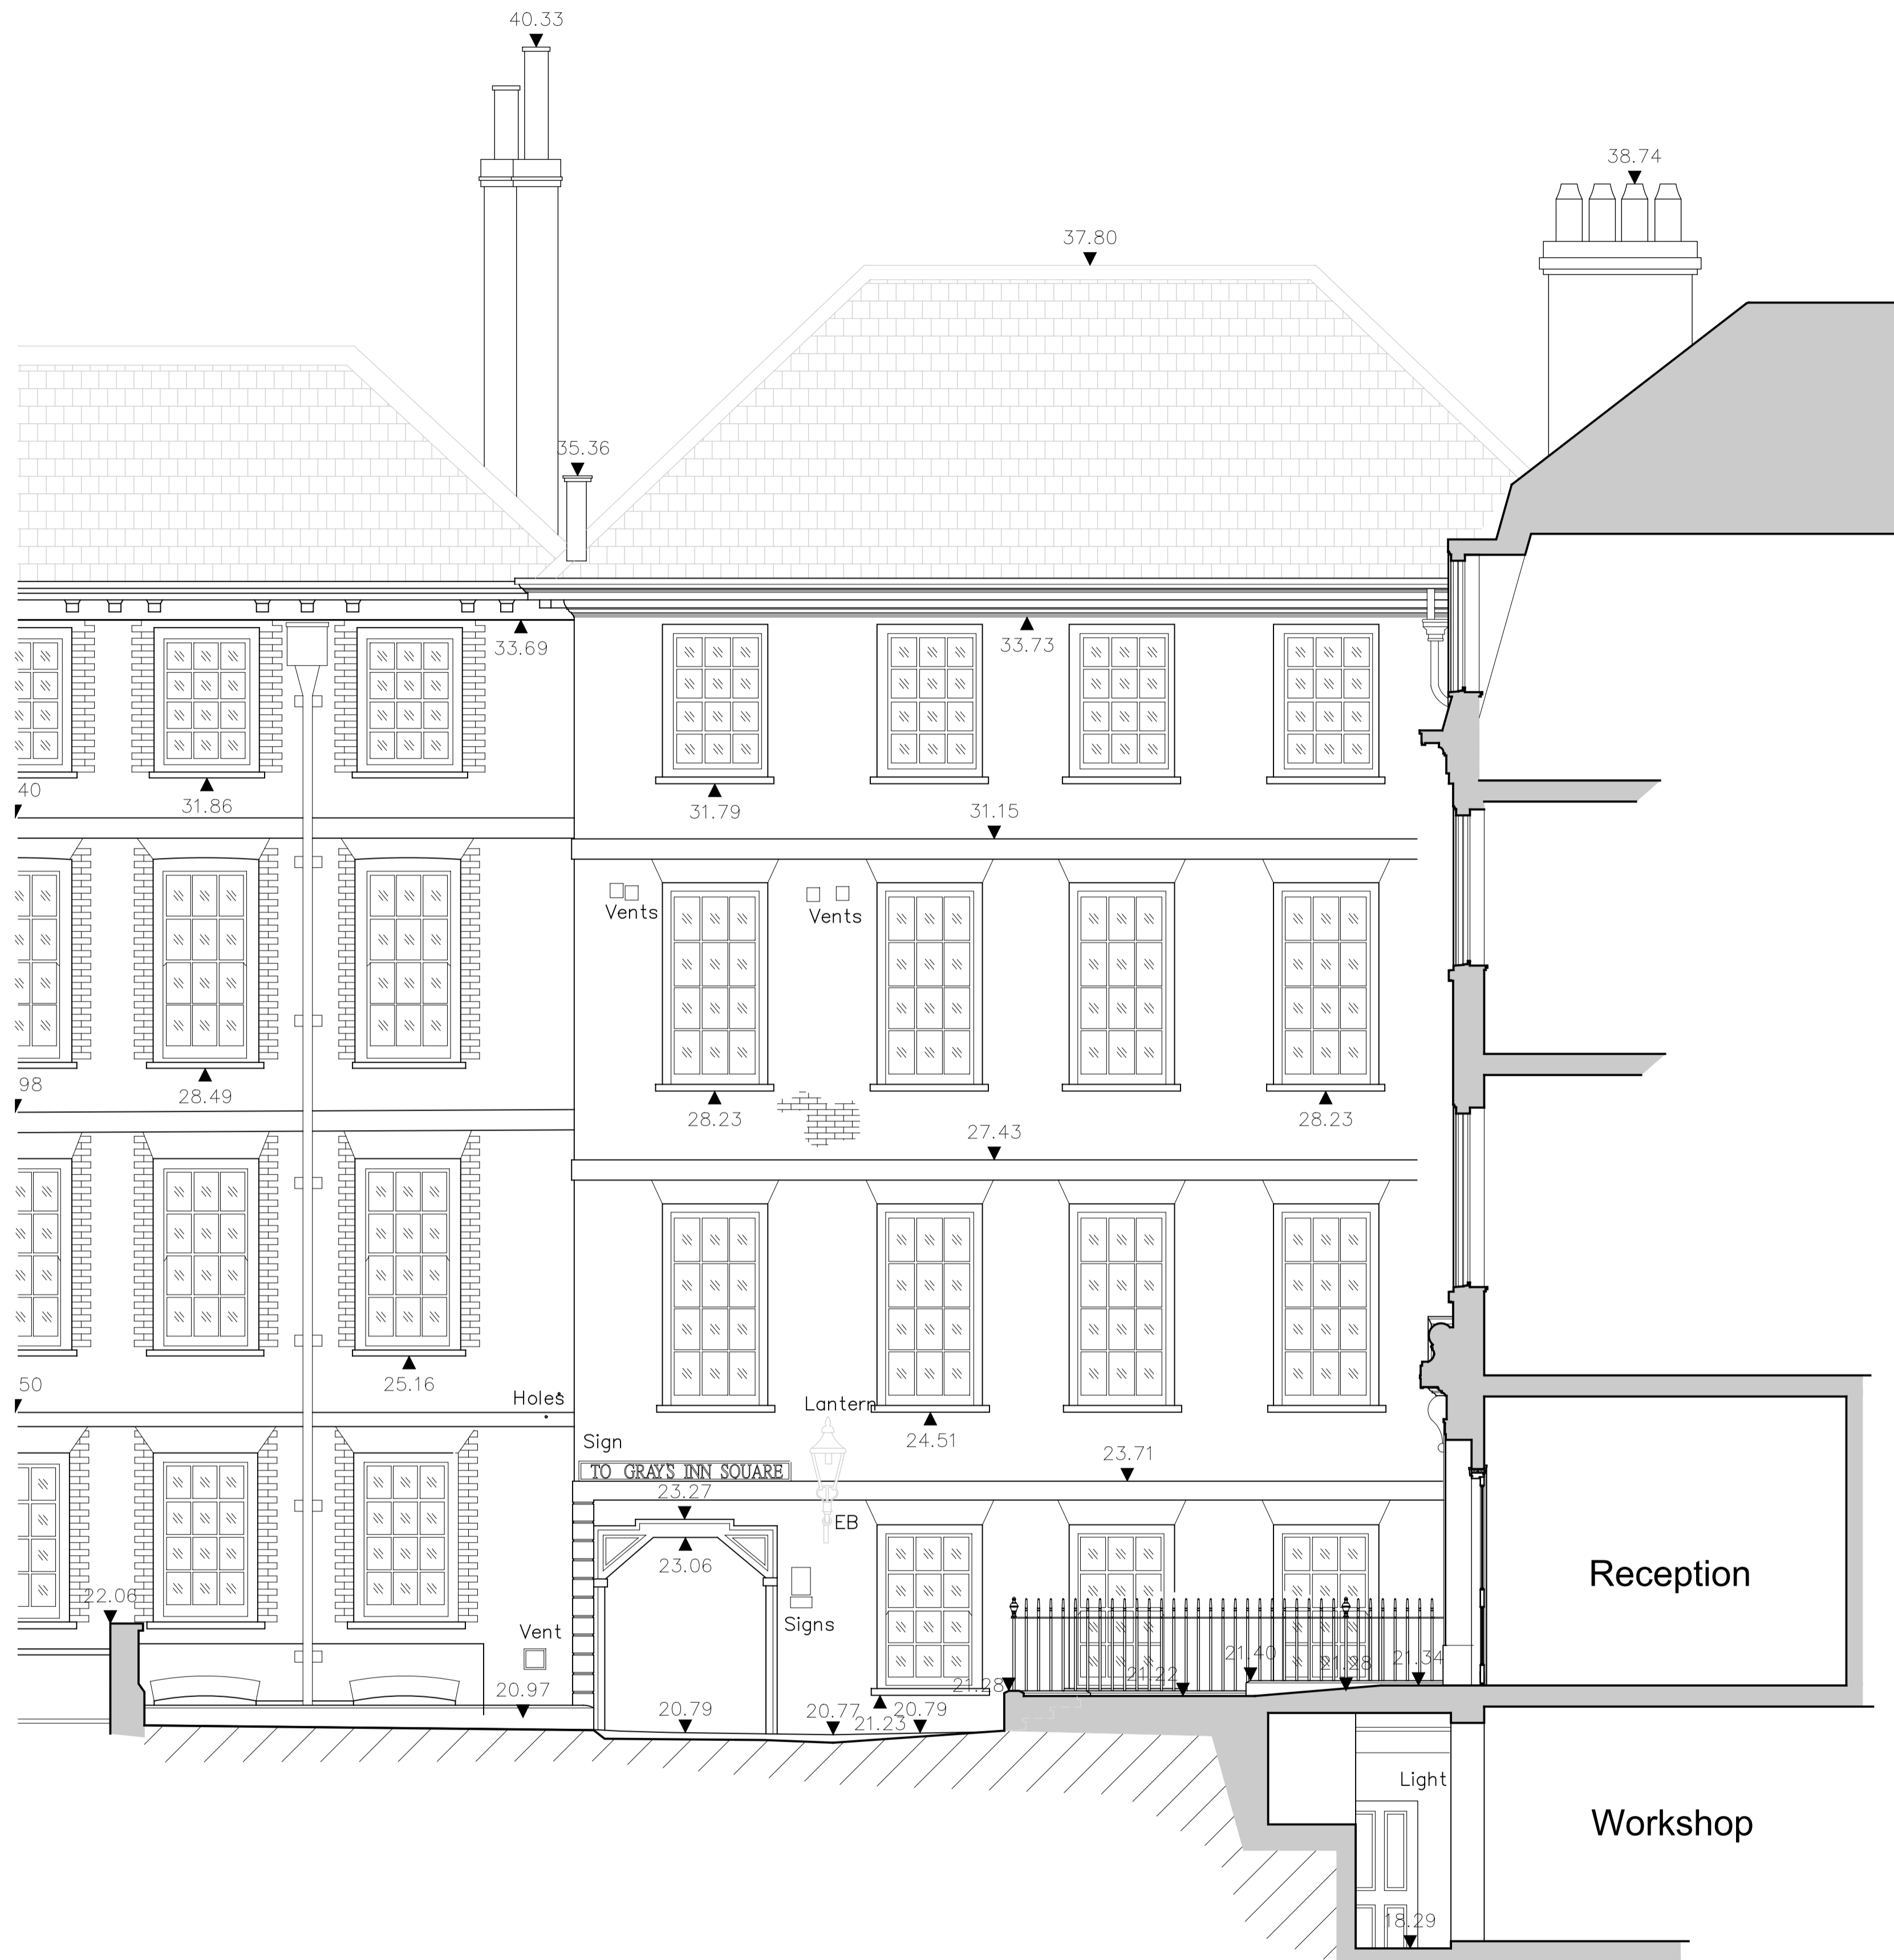 40.33
38.74
37.80
35.36
33.69
33.73
40
31.86
31.79
31.15
Vents
Vents
98
28.49
28.23
28.23
27.43
50
25.16
Holes
Lantern
24.51
Sign
23.71
TO GRAY'S INN SQUARE
23.27
EB
23.06
Reception
22.06
Signs
Vent
21.40
21.28
21.34
21.28
21.22
20.97
20.79
20.77
20.79
21.23
Light
Workshop
18.29